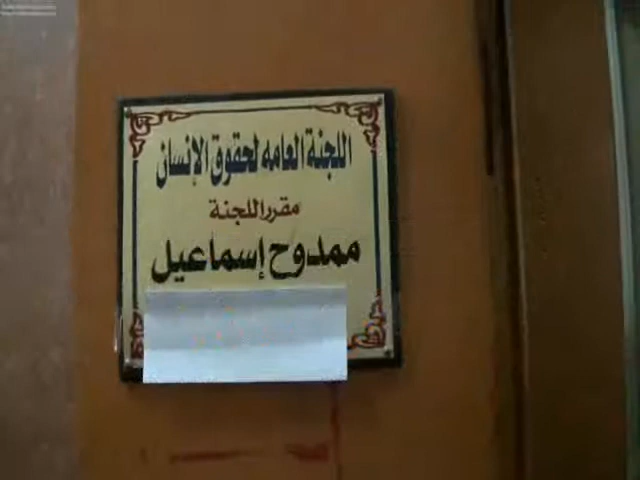 اللجنة العامه لحقوق الإنسان
مقرر اللجنة
ممدوح إسماعيل